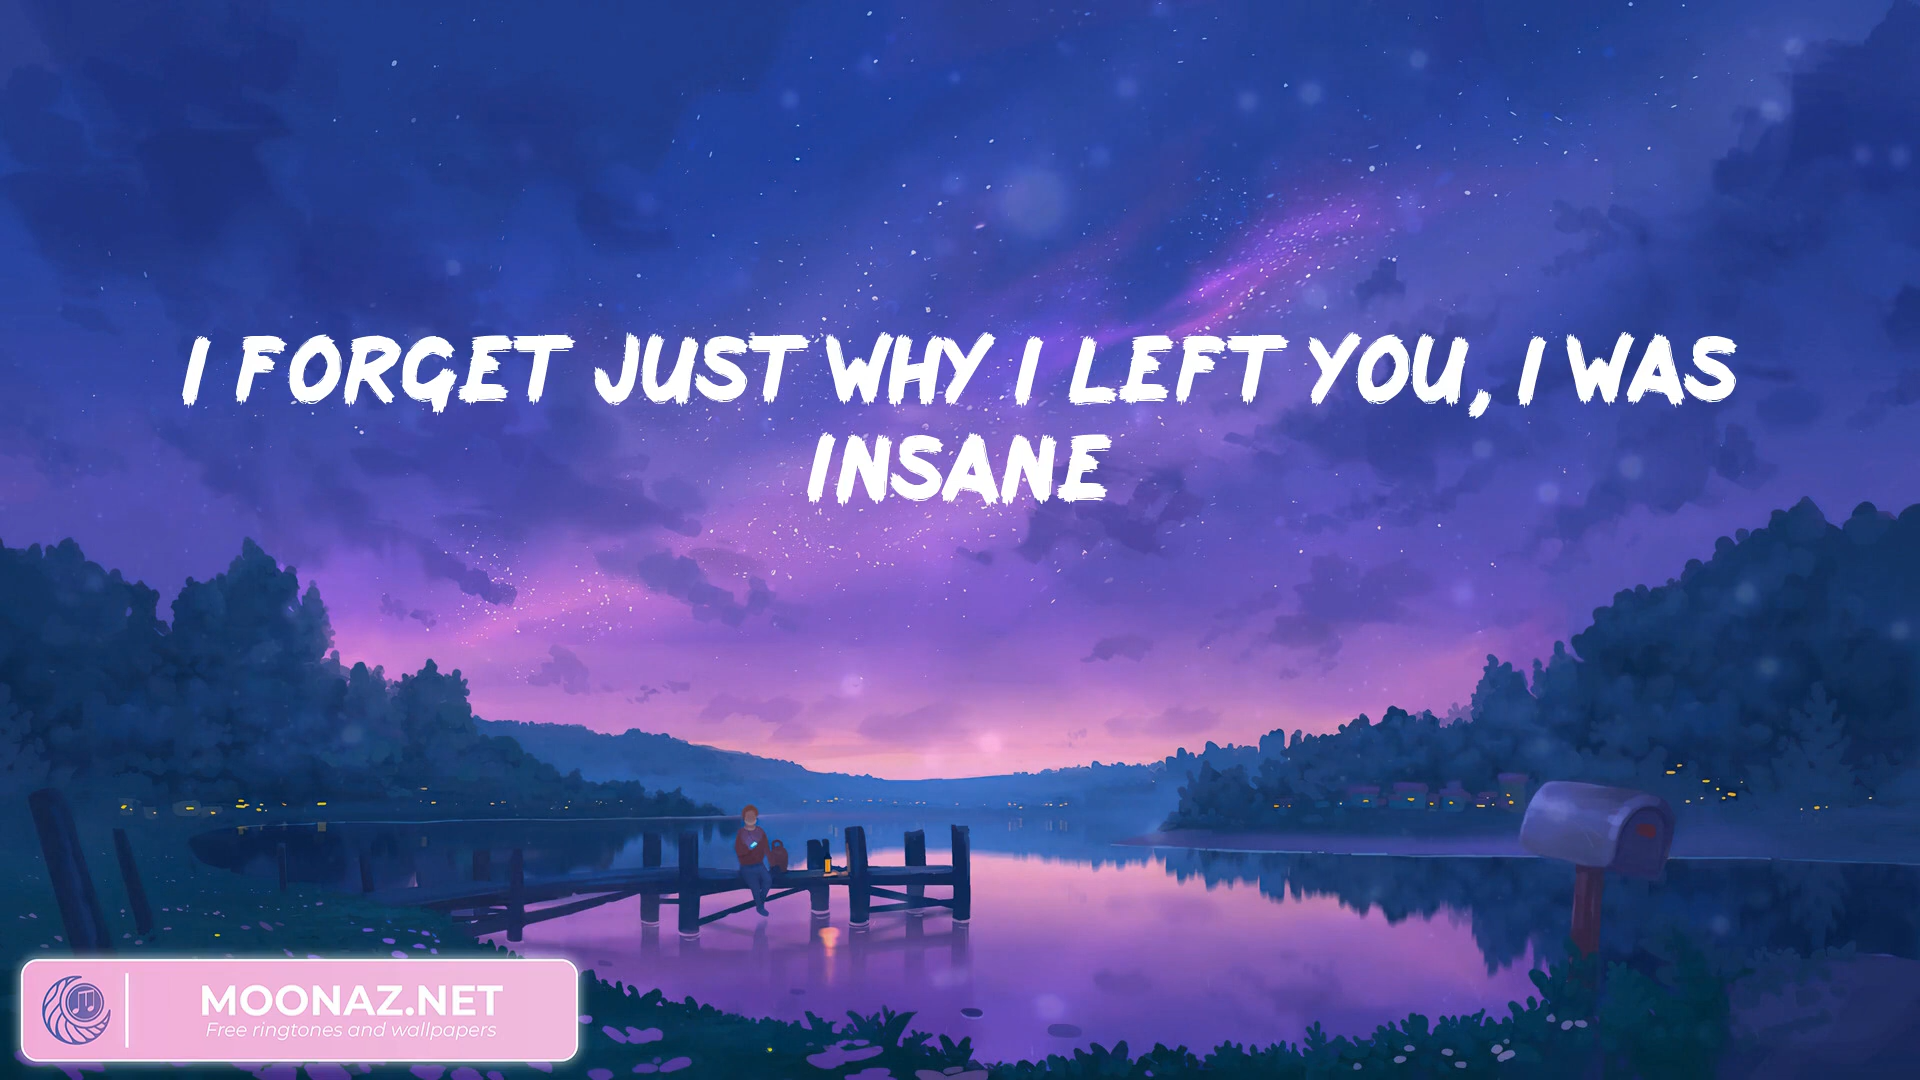 I FORGET JUST WHY I LEFT YOU, I WAS
INSANE
MOONAZ.NET
Free ringtones and wallpapers